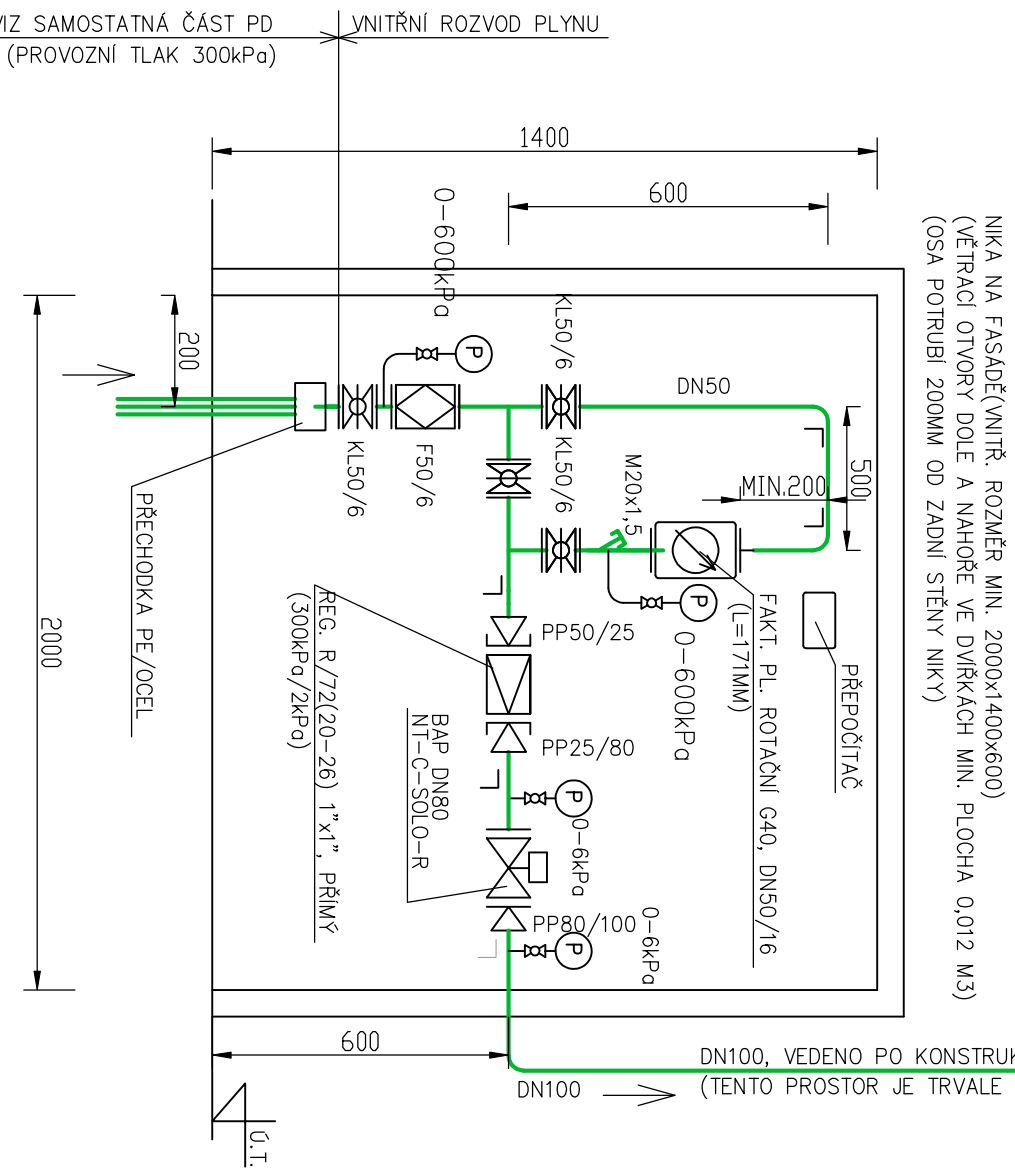 VIZ SAMOSTATNÁ ČÁST PD
(PROVOZNÍ TLAK 300kPa)
VNITŘNÍ ROZVOD PLYNU
1400
600
NIKA NA FASÁDĚ(VNITŘ. ROZMĚR MIN. 2000x1400x600)
(VĚTRACÍ OTVORY DOLE A NAHOŘE VE DVÍŘKÁCH MIN. PLOCHA 0,012 M3)
(OSA POTRUBÍ 200MM OD ZADNÍ STĚNY NIKY)
0-600kPa
P
KL50/6
DN50
200
KL50/6
F50/6
KL50/6
M20x1,5
MIN.200
500
PŘECHODKA PE/OCEL
P
0-600kPa
FAKT. PL. ROTAČNÍ G40, DN50/16
(L=171MM)
PŘEPOČÍTAČ
PP50/25
REG. R/72(20-26) 1"x1", PŘÍMÝ
(300kPa/2kPa)
PP25/80
BAP DN80
NT-C-SOLO-R
P
0-6kPa
PP80/100
P
0-6kPa
2000
600
DN100
DN100, VEDENO PO KONSTRUK
(TENTO PROSTOR JE TRVALE
Ú.T.